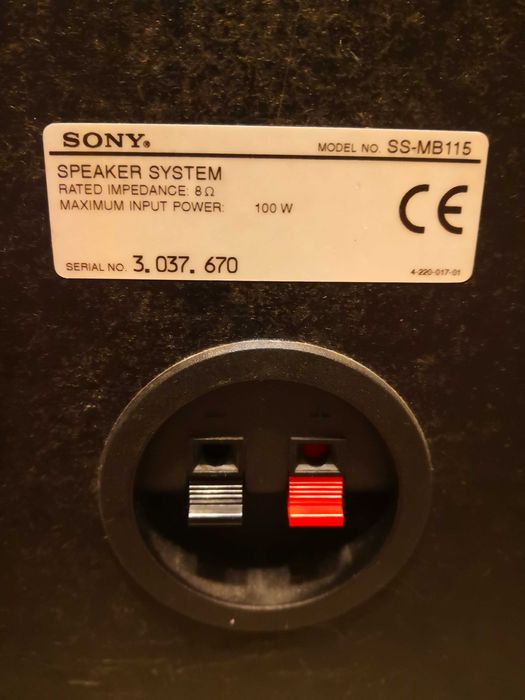 SONY®
MODEL NO. SS-MB115
SPEAKER SYSTEM
RATED IMPEDANCE: 8Ω
MAXIMUM INPUT POWER: 100 W
CE
SERIAL NO. 3. 037. 670
4-220-017-01
- +